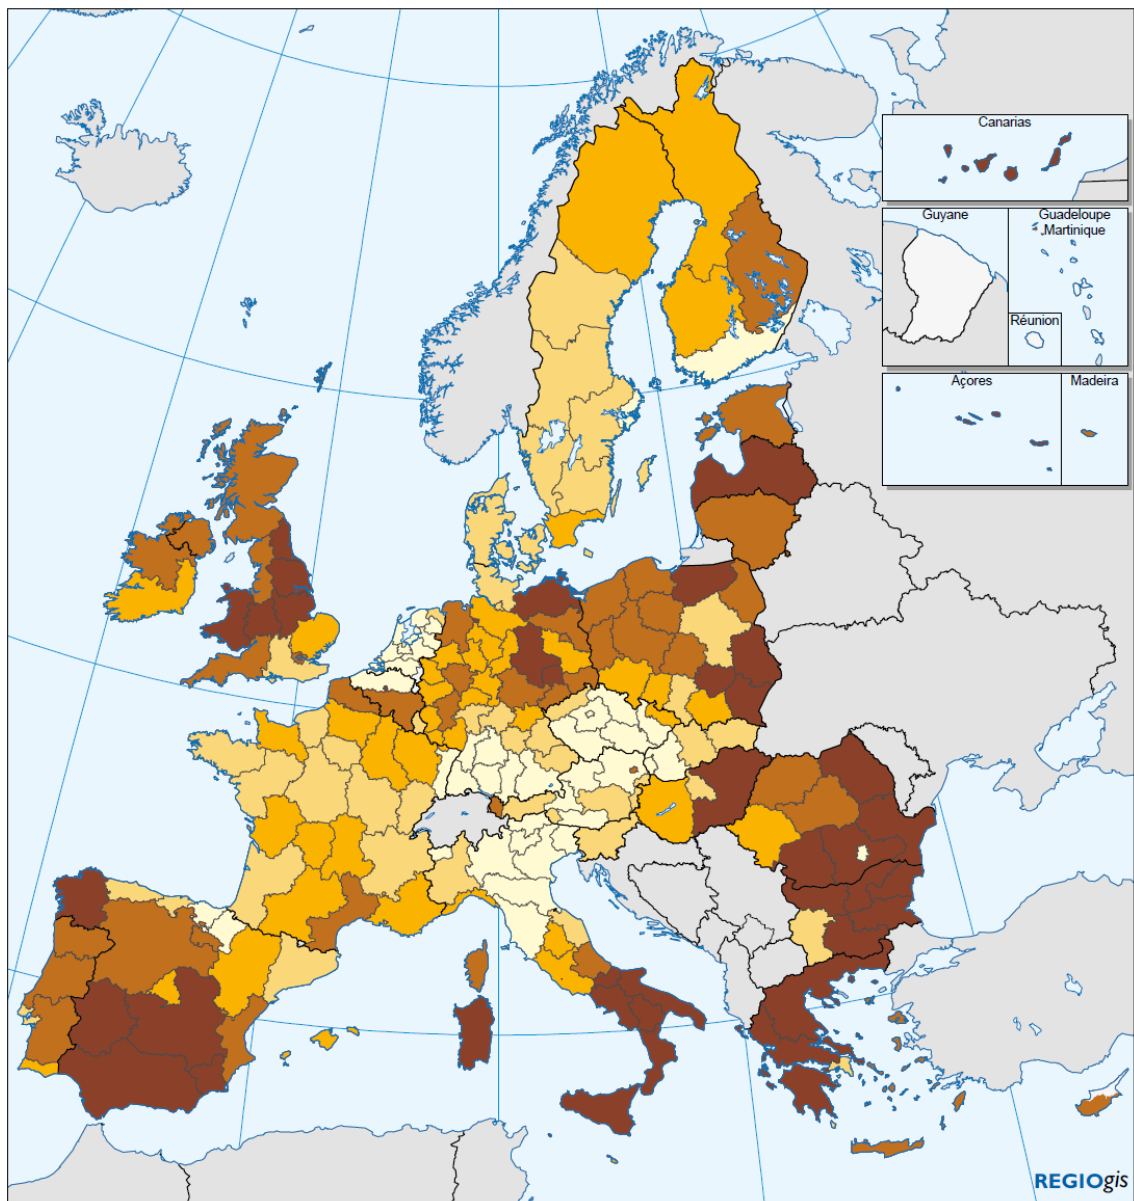 Canarias
Guyane
Guadeloupe
Martinique
Réunion
Açores
Madeira
REGIOgis